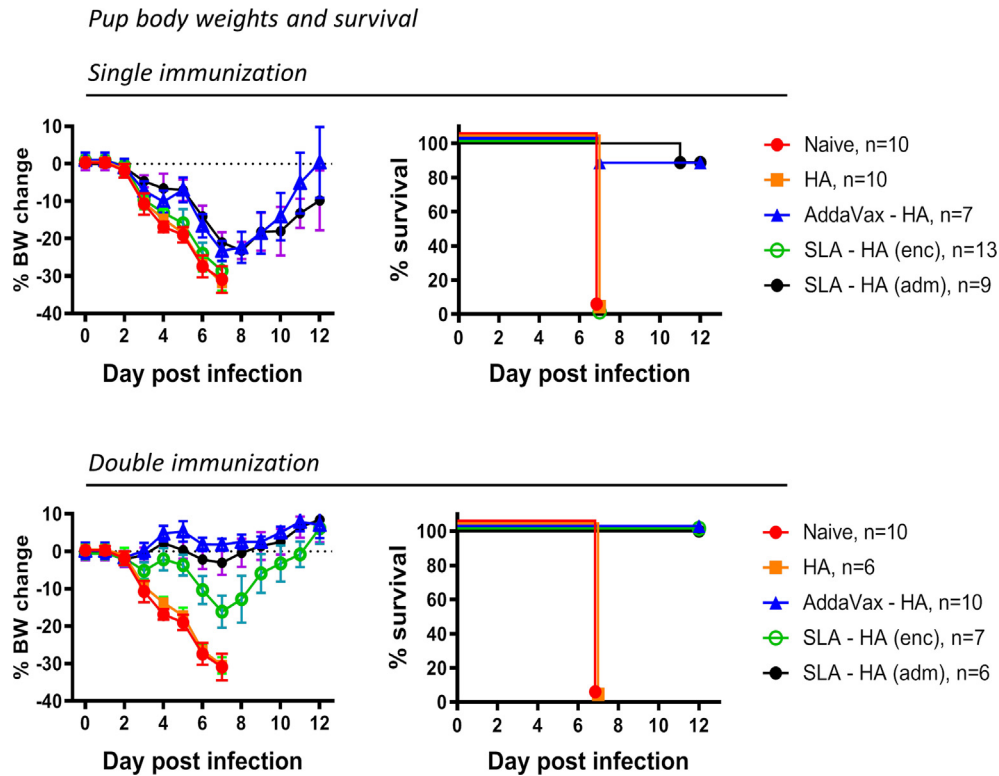 Pup body weights and survival
Single immunization
10
0
-10
-20
-30
-40
% BW change
0 2 4 6 8 10 12
Day post infection
100
80
60
40
20
0
% survival
0 2 4 6 8 10 12
Day post infection
Naive, n=10
HA, n=10
AddaVax - HA, n=7
SLA - HA (enc), n=13
SLA - HA (adm), n=9
Double immunization
10
0
-10
-20
-30
-40
% BW change
0 2 4 6 8 10 12
Day post infection
100
80
60
40
20
0
% survival
0 2 4 6 8 10 12
Day post infection
Naive, n=10
HA, n=6
AddaVax - HA, n=10
SLA - HA (enc), n=7
SLA - HA (adm), n=6